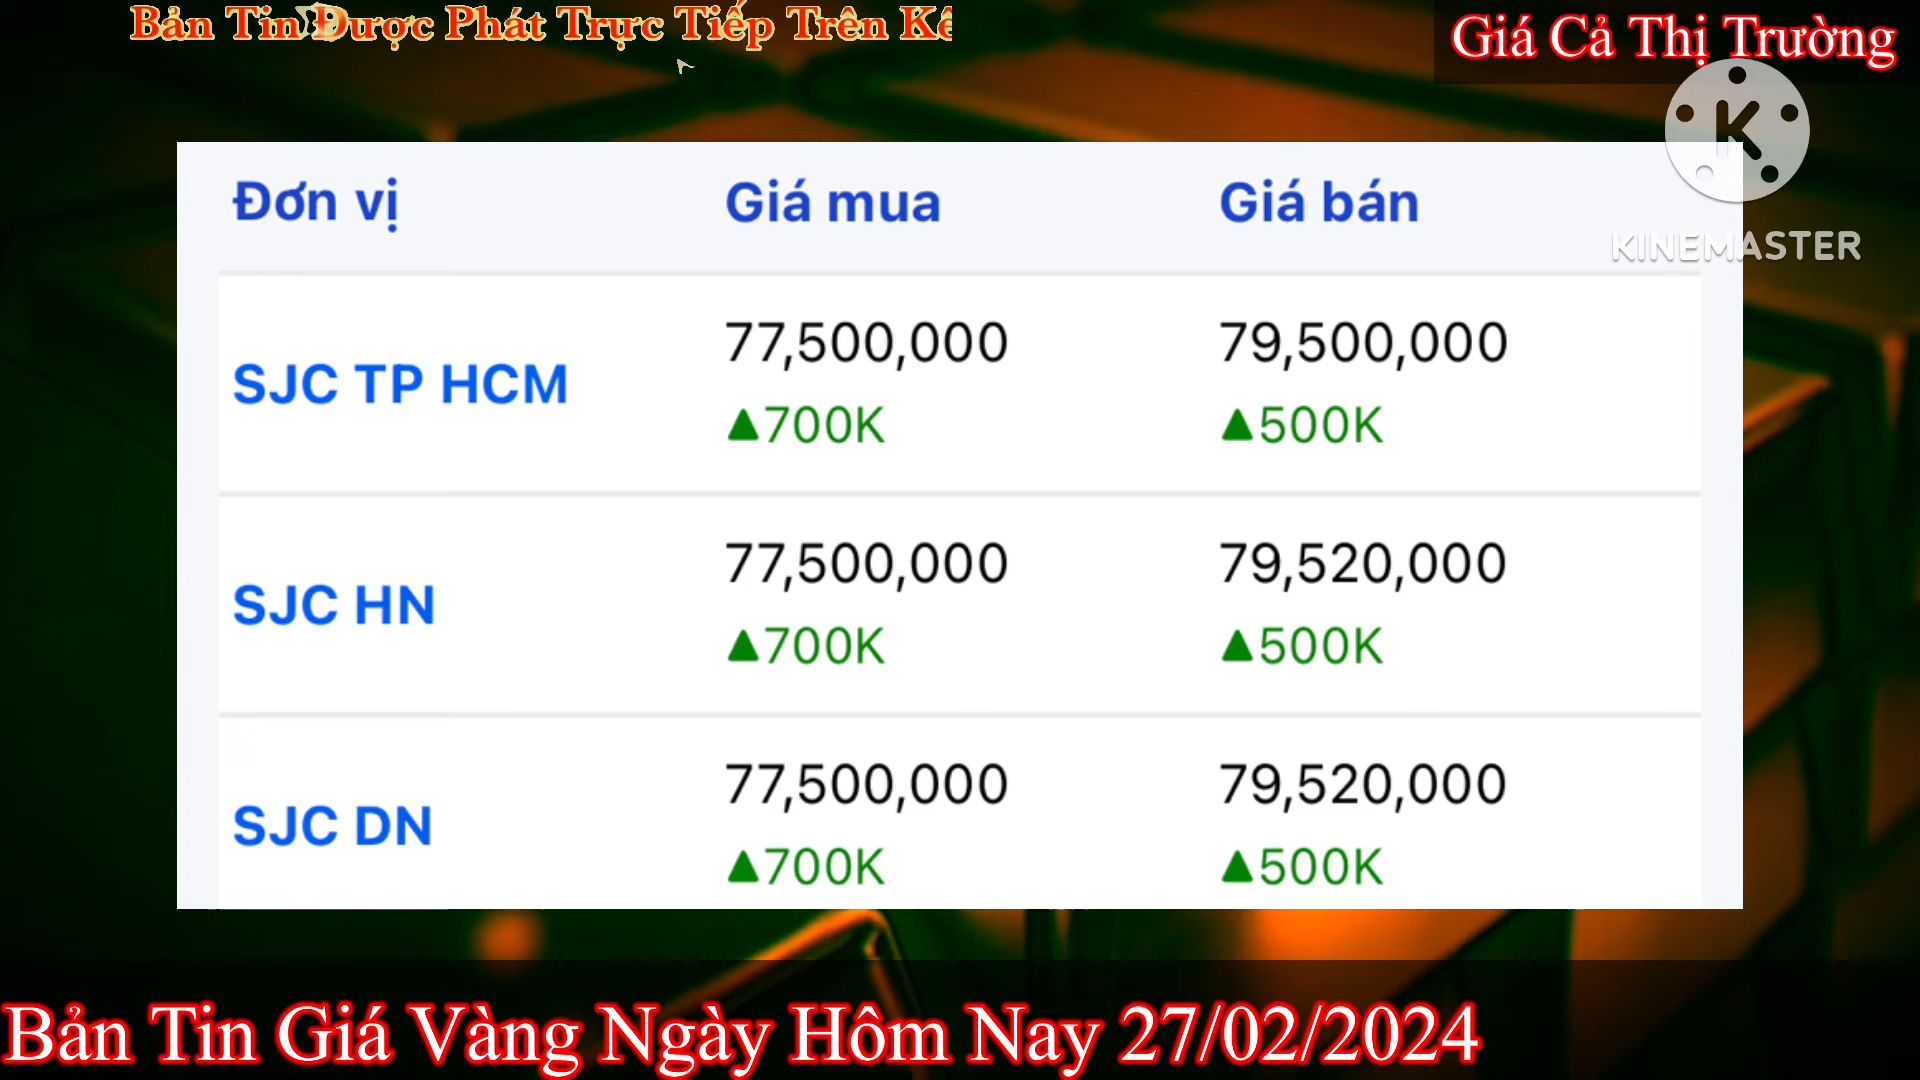 Bản Tin Được Phát Trực Tiếp Trên Kê
Giá Cả Thị Trường
K
KINEMASTER
Đơn vị Giá mua Giá bán
77,500,000 79,500,000
SJC TP HCM
▲700K ▲500K
77,500,000 79,520,000
SJC HN
▲700K ▲500K
77,500,000 79,520,000
SJC DN
▲700K ▲500K
Bản Tin Giá Vàng Ngày Hôm Nay 27/02/2024